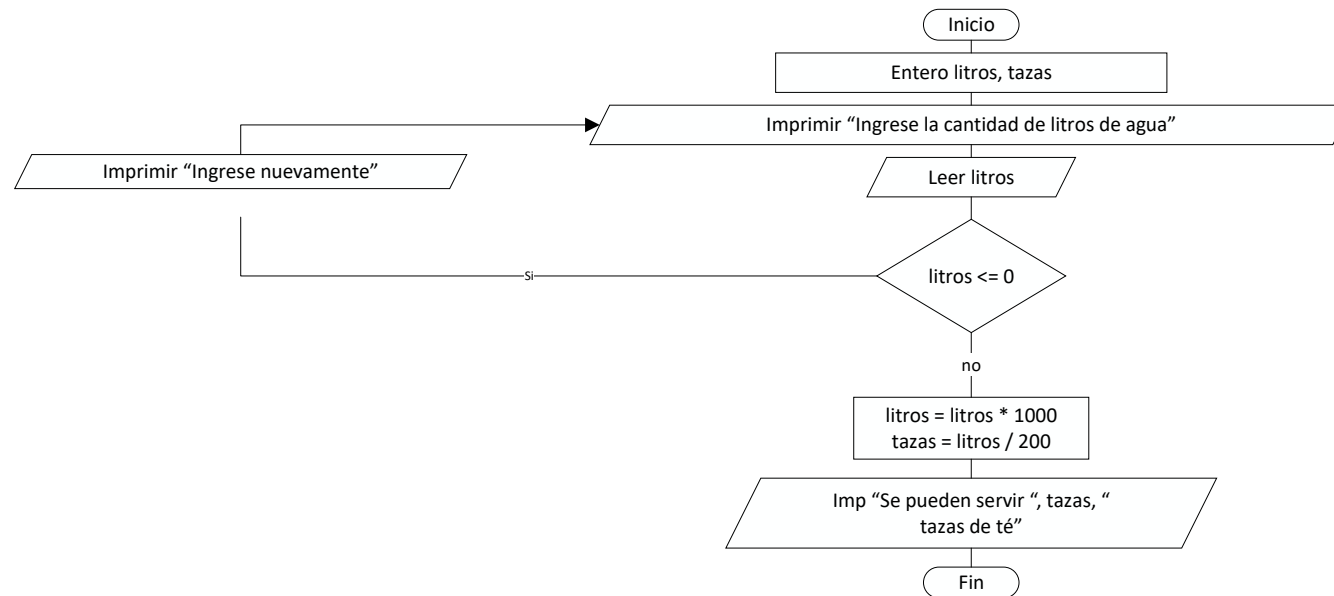 Inicio
Entero litros, tazas
Imprimir “Ingrese la cantidad de litros de agua”
Imprimir “Ingrese nuevamente”
Leer litros
litros <= 0
Si
no
litros = litros * 1000
tazas = litros / 200
Imp “Se pueden servir “, tazas, “
tazas de té”
Fin